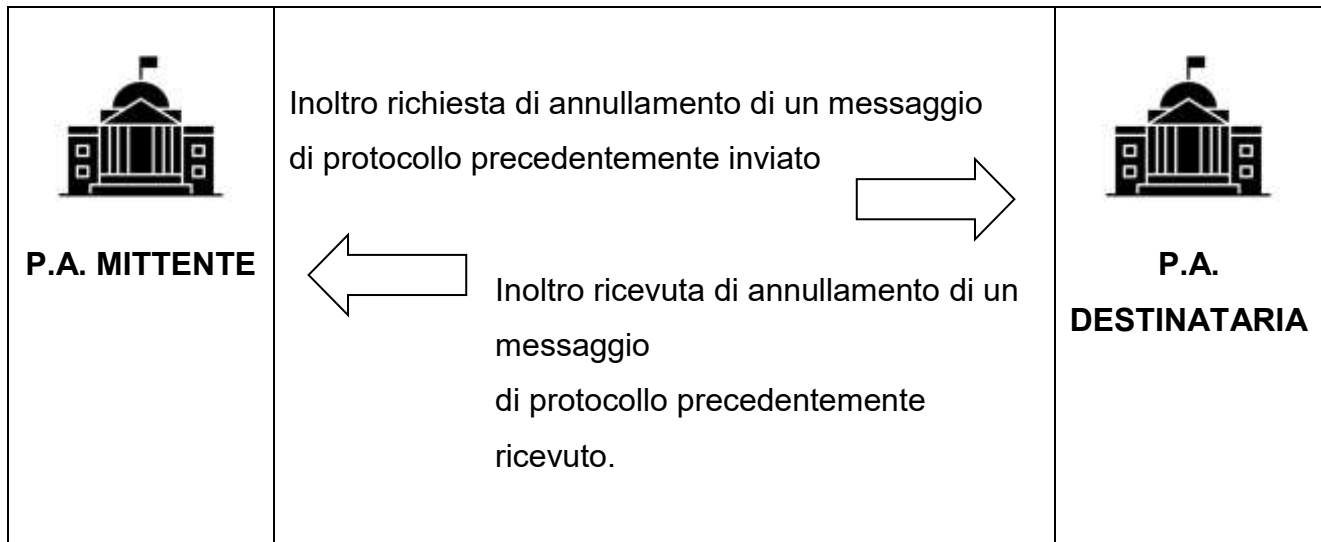 P.A. MITTENTE
Inoltro richiesta di annullamento di un messaggio
di protocollo precedentemente inviato
Inoltro ricevuta di annullamento di un
messaggio
di protocollo precedentemente
ricevuto.
P.A.
DESTINATARIA